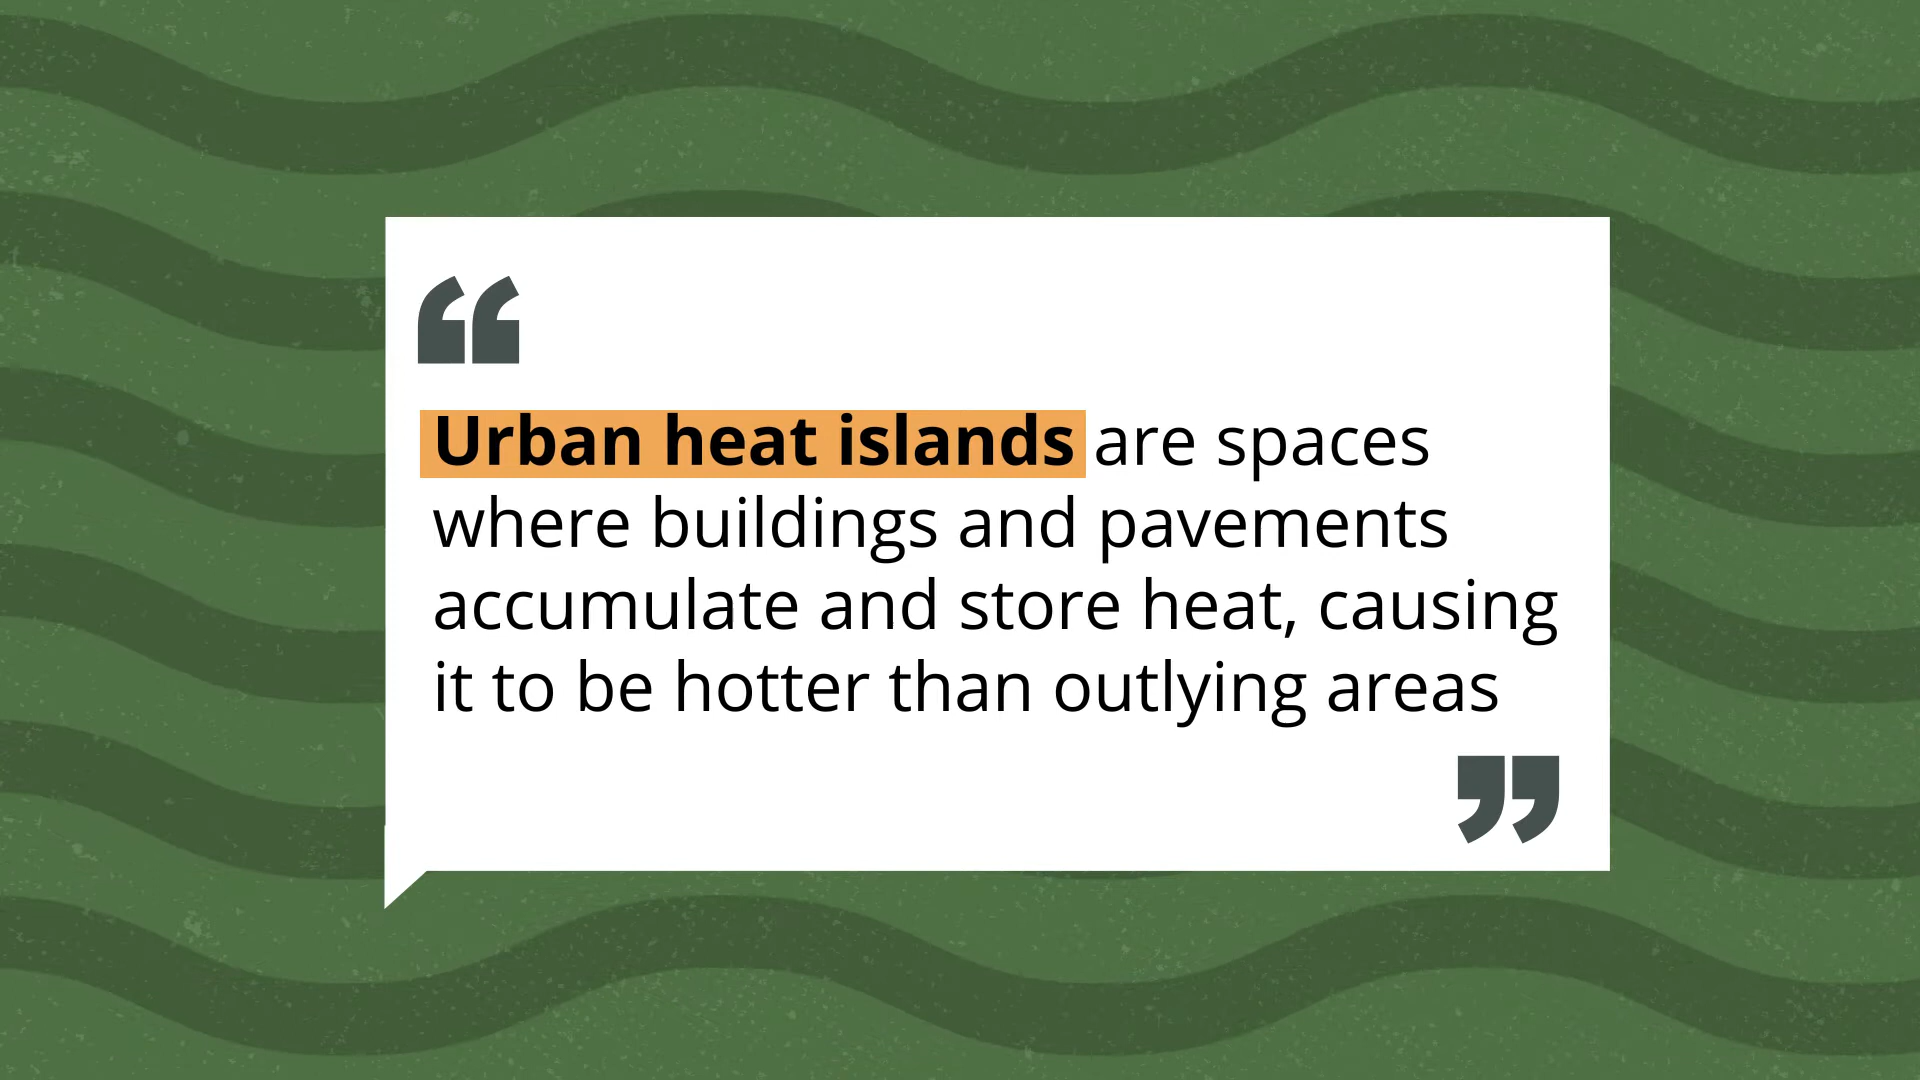 “
Urban heat islands are spaces
where buildings and pavements
accumulate and store heat, causing
it to be hotter than outlying areas
”